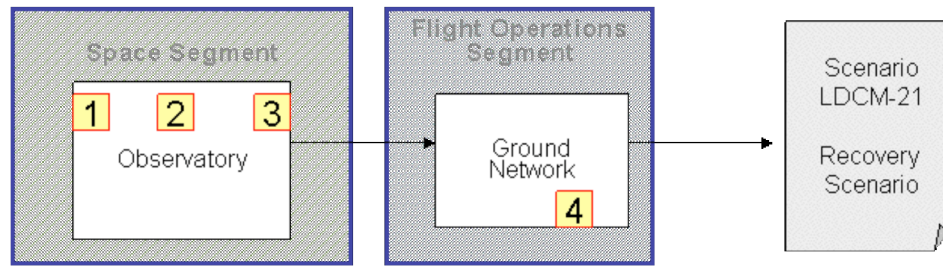 Space Segment
1
2
3
Observatory
Flight Operations
Segment
Ground
Network
4
Scenario
LDCM-21
Recovery
Scenario